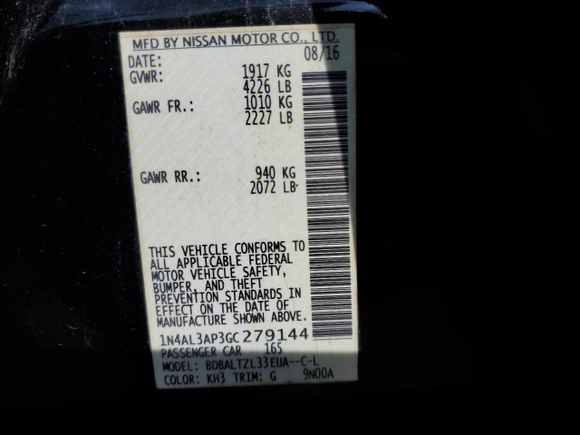 MFD BY NISSAN MOTOR CO., LTD.
DATE: 08/16
GVWR: 1917 KG
4226 LB
GAWR FR.: 1010 KG
2227 LB
GAWR RR.: 940 KG
2072 LB
THIS VEHICLE CONFORMS TO
ALL APPLICABLE FEDERAL
MOTOR VEHICLE SAFETY,
BUMPER, AND THEFT
PREVENTION STANDARDS IN
EFFECT ON THE DATE OF
MANUFACTURE SHOWN ABOVE.
1N4AL3AP3GC279144
PASSENGER CAR 165
MODEL: BDBALTZL33EUA--C-L
COLOR: KH3 TRIM: G 9N00A